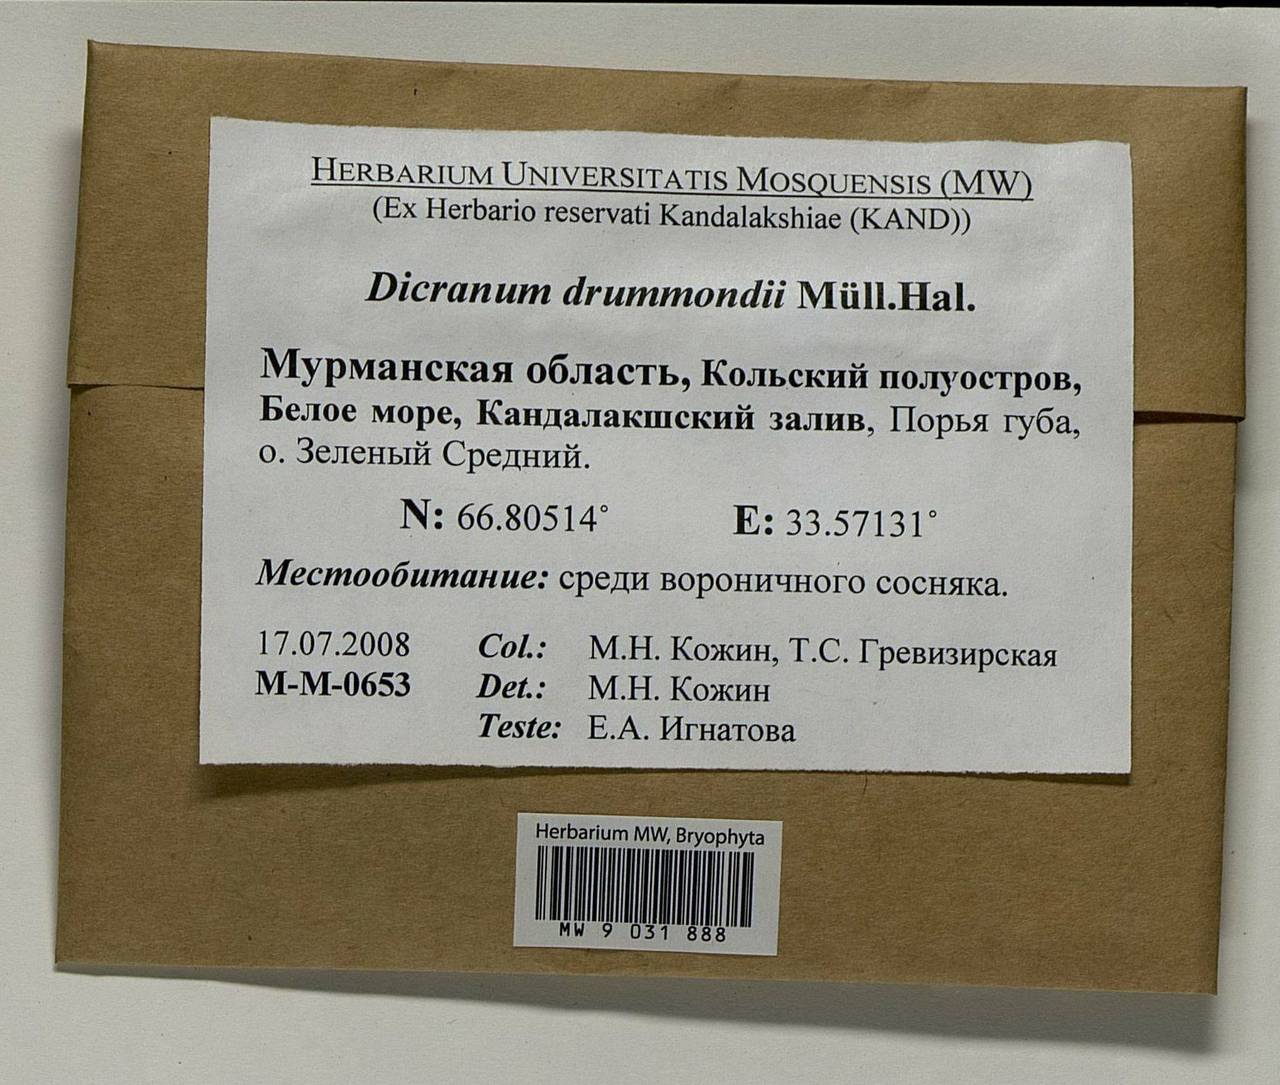 HERBARIUM UNIVERSITATIS MOSQUENSIS (MW)
(Ex Herbario reservati Kandalakshiae (KAND))
Dicranum drummondii Müll.Hal.
Мурманская область, Кольский полуостров,
Белое море, Кандалакшский залив, Порья губа,
о. Зеленый Средний.
N: 66.80514° E: 33.57131°
Местообитание: среди вороничного сосняка.
17.07.2008 Col.: М.Н. Кожин, Т.С. Гревизирская
М-М-0653 Det.: М.Н. Кожин
Teste: Е.А. Игнатова
Herbarium MW, Bryophyta
MW 9 031 888